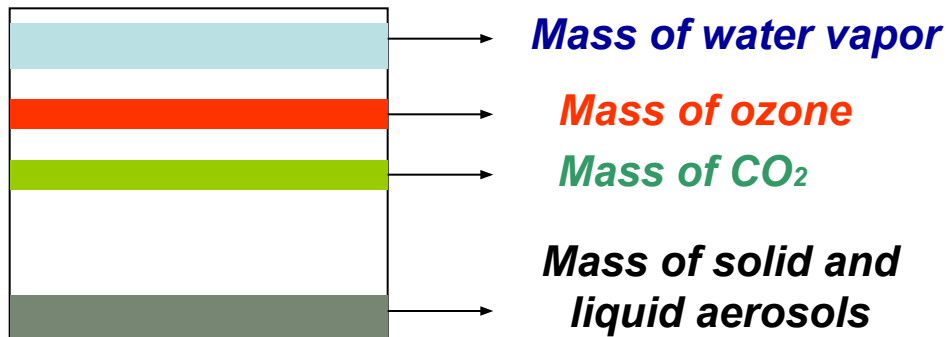 Mass of water vapor
Mass of ozone
Mass of CO₂
Mass of solid and
liquid aerosols